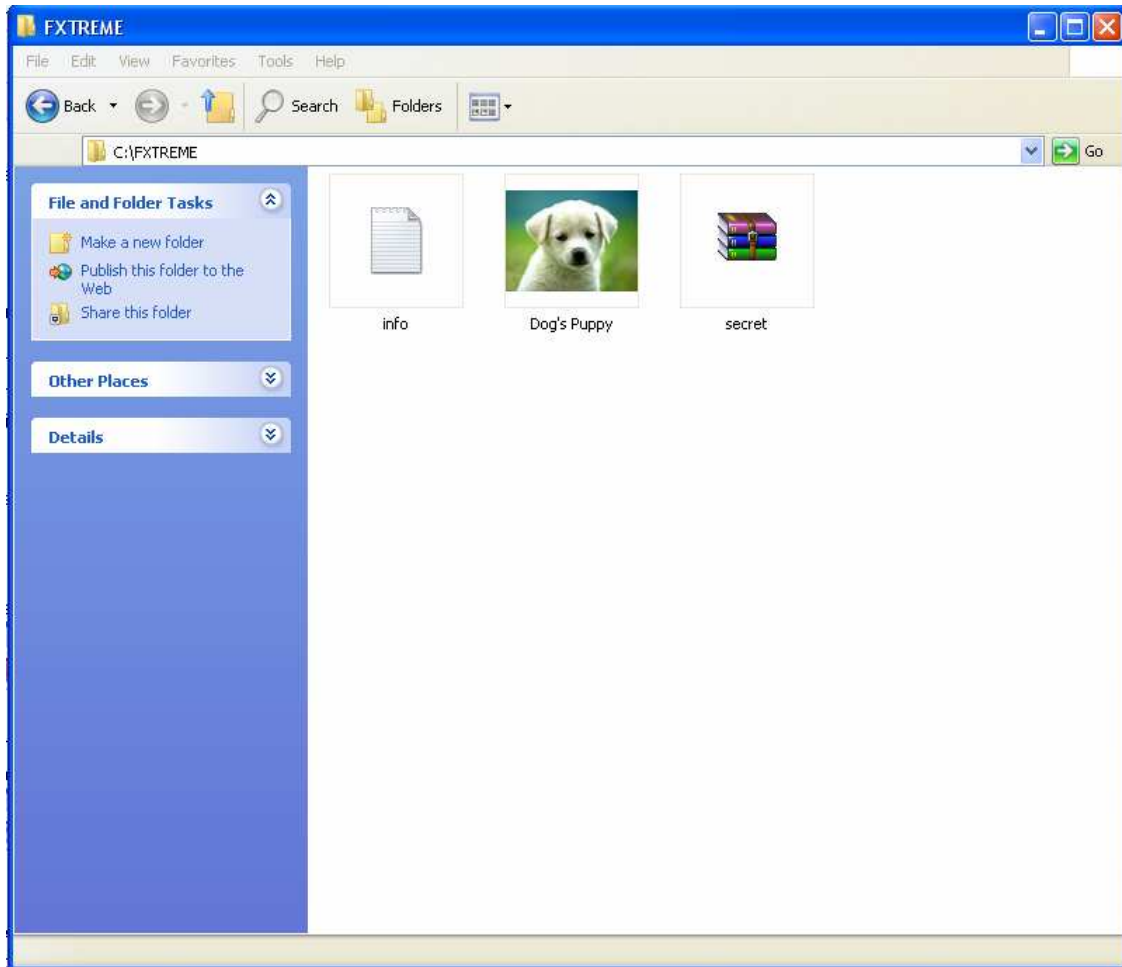 FXTREME
File Edit View Favorites Tools Help
Back Search Folders
C:\FXTREME Go
File and Folder Tasks
Make a new folder
Publish this folder to the
Web
Share this folder
Other Places
Details
info Dog's Puppy secret